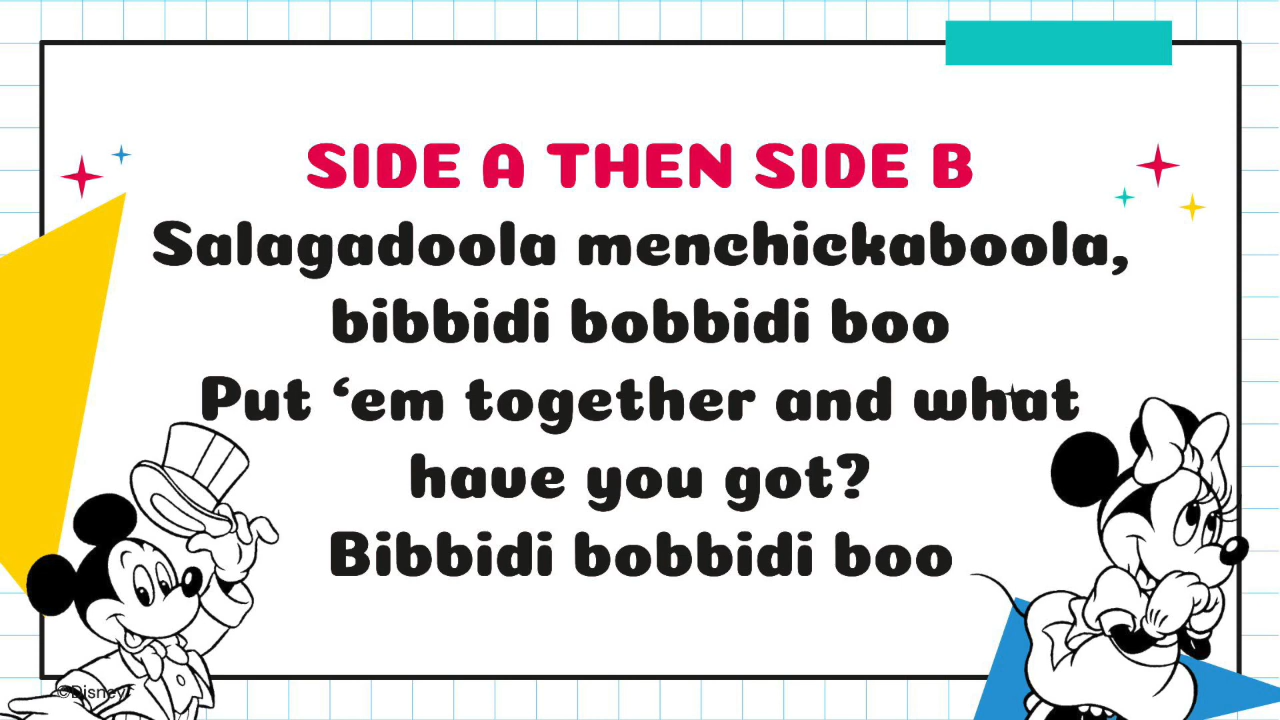 SIDE A THEN SIDE B
Salagadoola menchickaboola,
bibbidi bobbidi boo
Put ‘em together and what
have you got?
Bibbidi bobbidi boo
©Disney